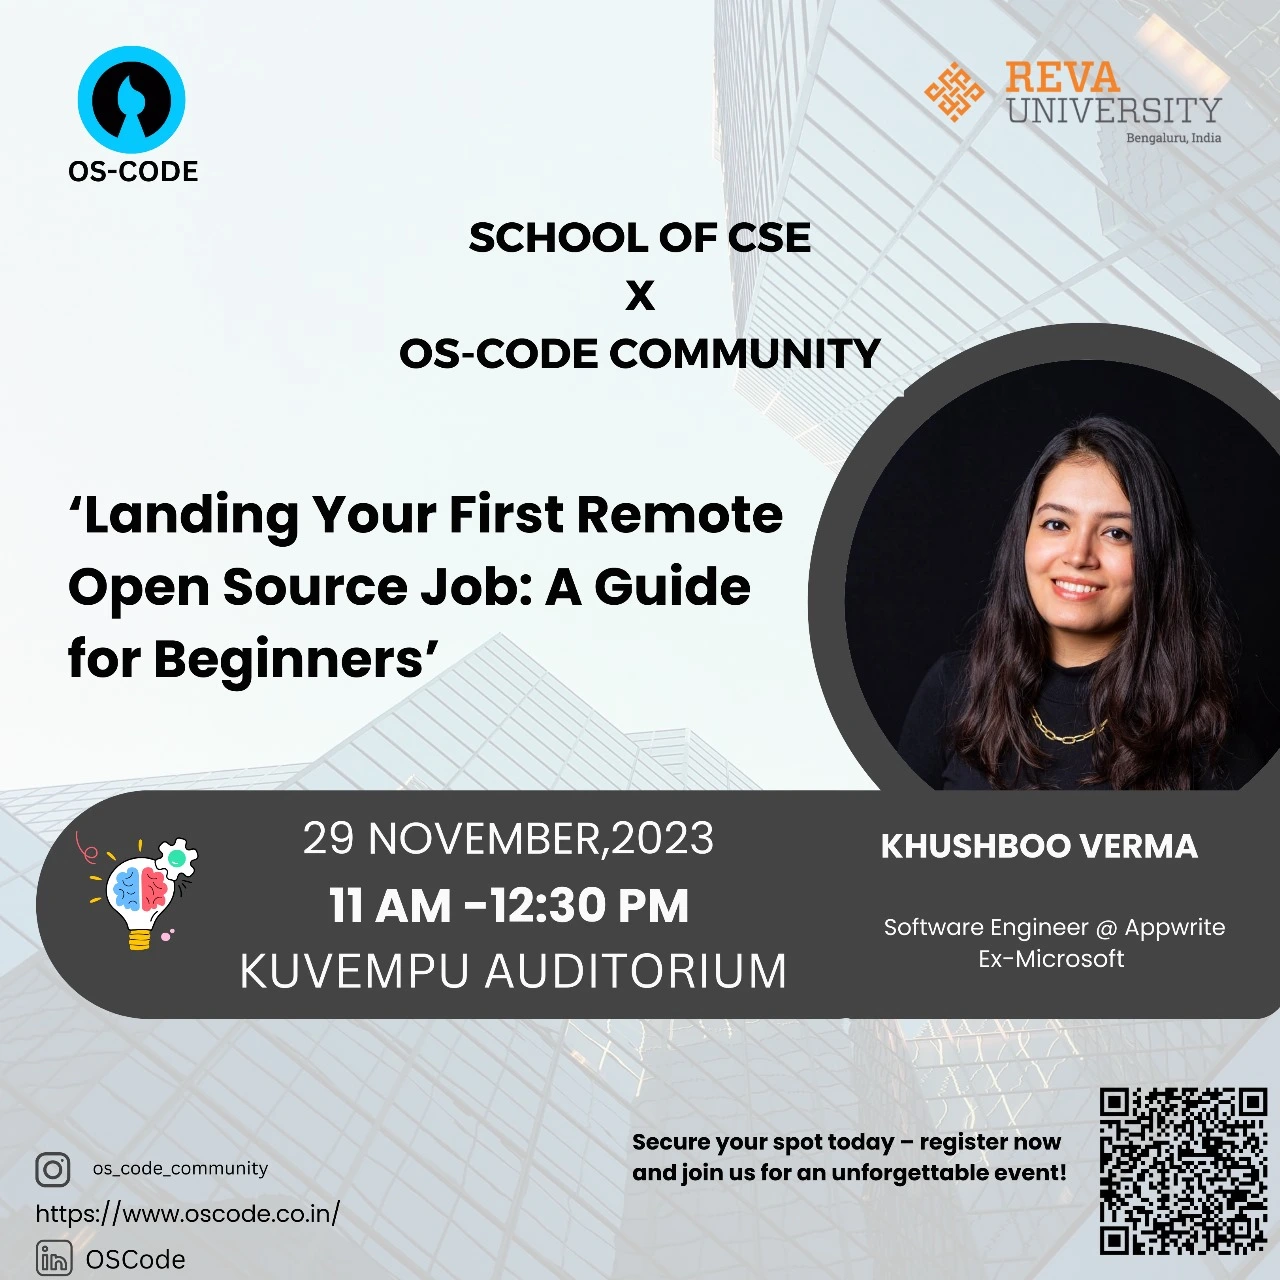 OS-CODE
REVA
UNIVERSITY
Bengaluru, India
SCHOOL OF CSE
X
OS-CODE COMMUNITY
‘Landing Your First Remote
Open Source Job: A Guide
for Beginners’
29 NOVEMBER,2023
11 AM -12:30 PM
KUVEMPU AUDITORIUM
KHUSHBOO VERMA
Software Engineer @ Appwrite
Ex-Microsoft
Secure your spot today – register now
and join us for an unforgettable event!
os_code_community
https://www.oscode.co.in/
in OSCode